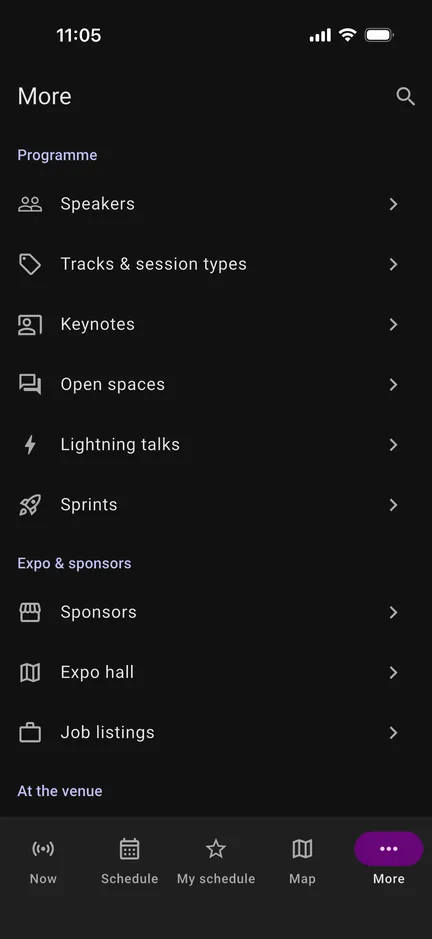 11:05
More
Programme
Speakers
Tracks & session types
Keynotes
Open spaces
Lightning talks
Sprints
Expo & sponsors
Sponsors
Expo hall
Job listings
At the venue
Now
Schedule
My schedule
Map
More